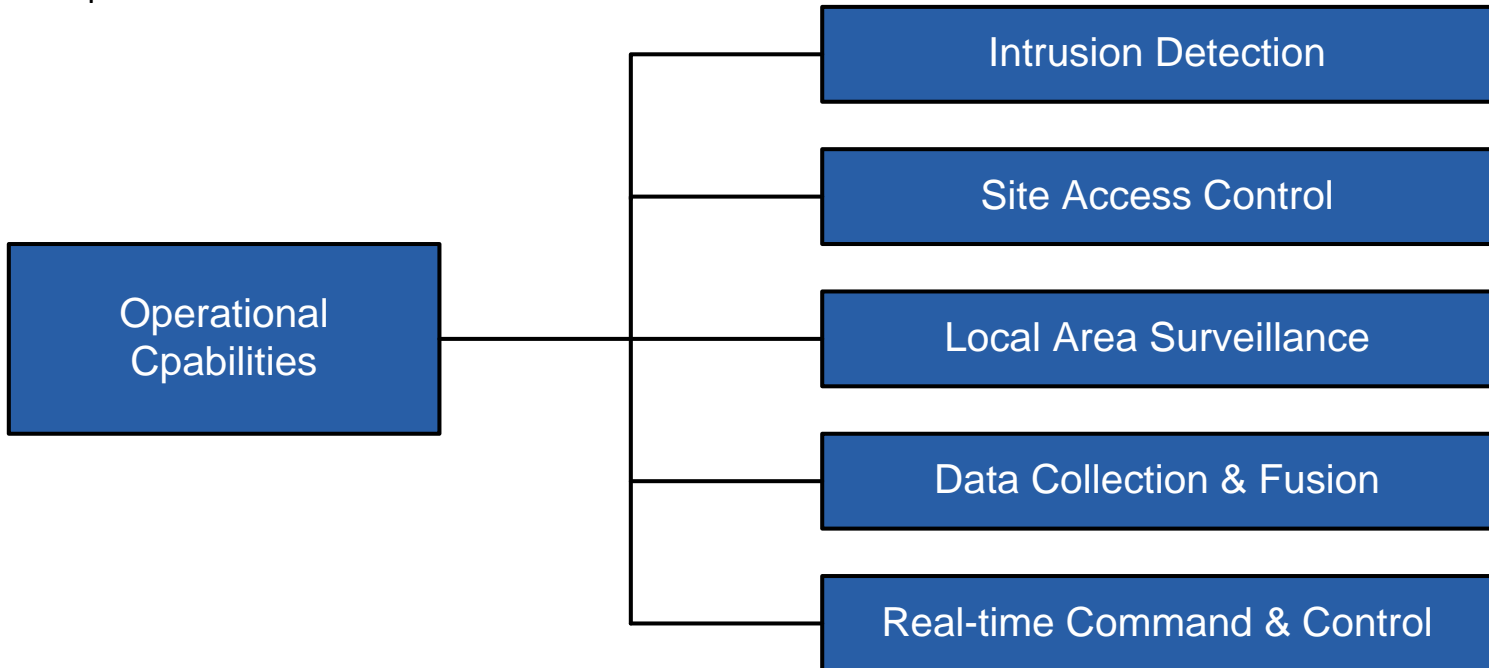 Intrusion Detection
Site Access Control
Operational
Cpabilities
Local Area Surveillance
Data Collection & Fusion
Real-time Command & Control